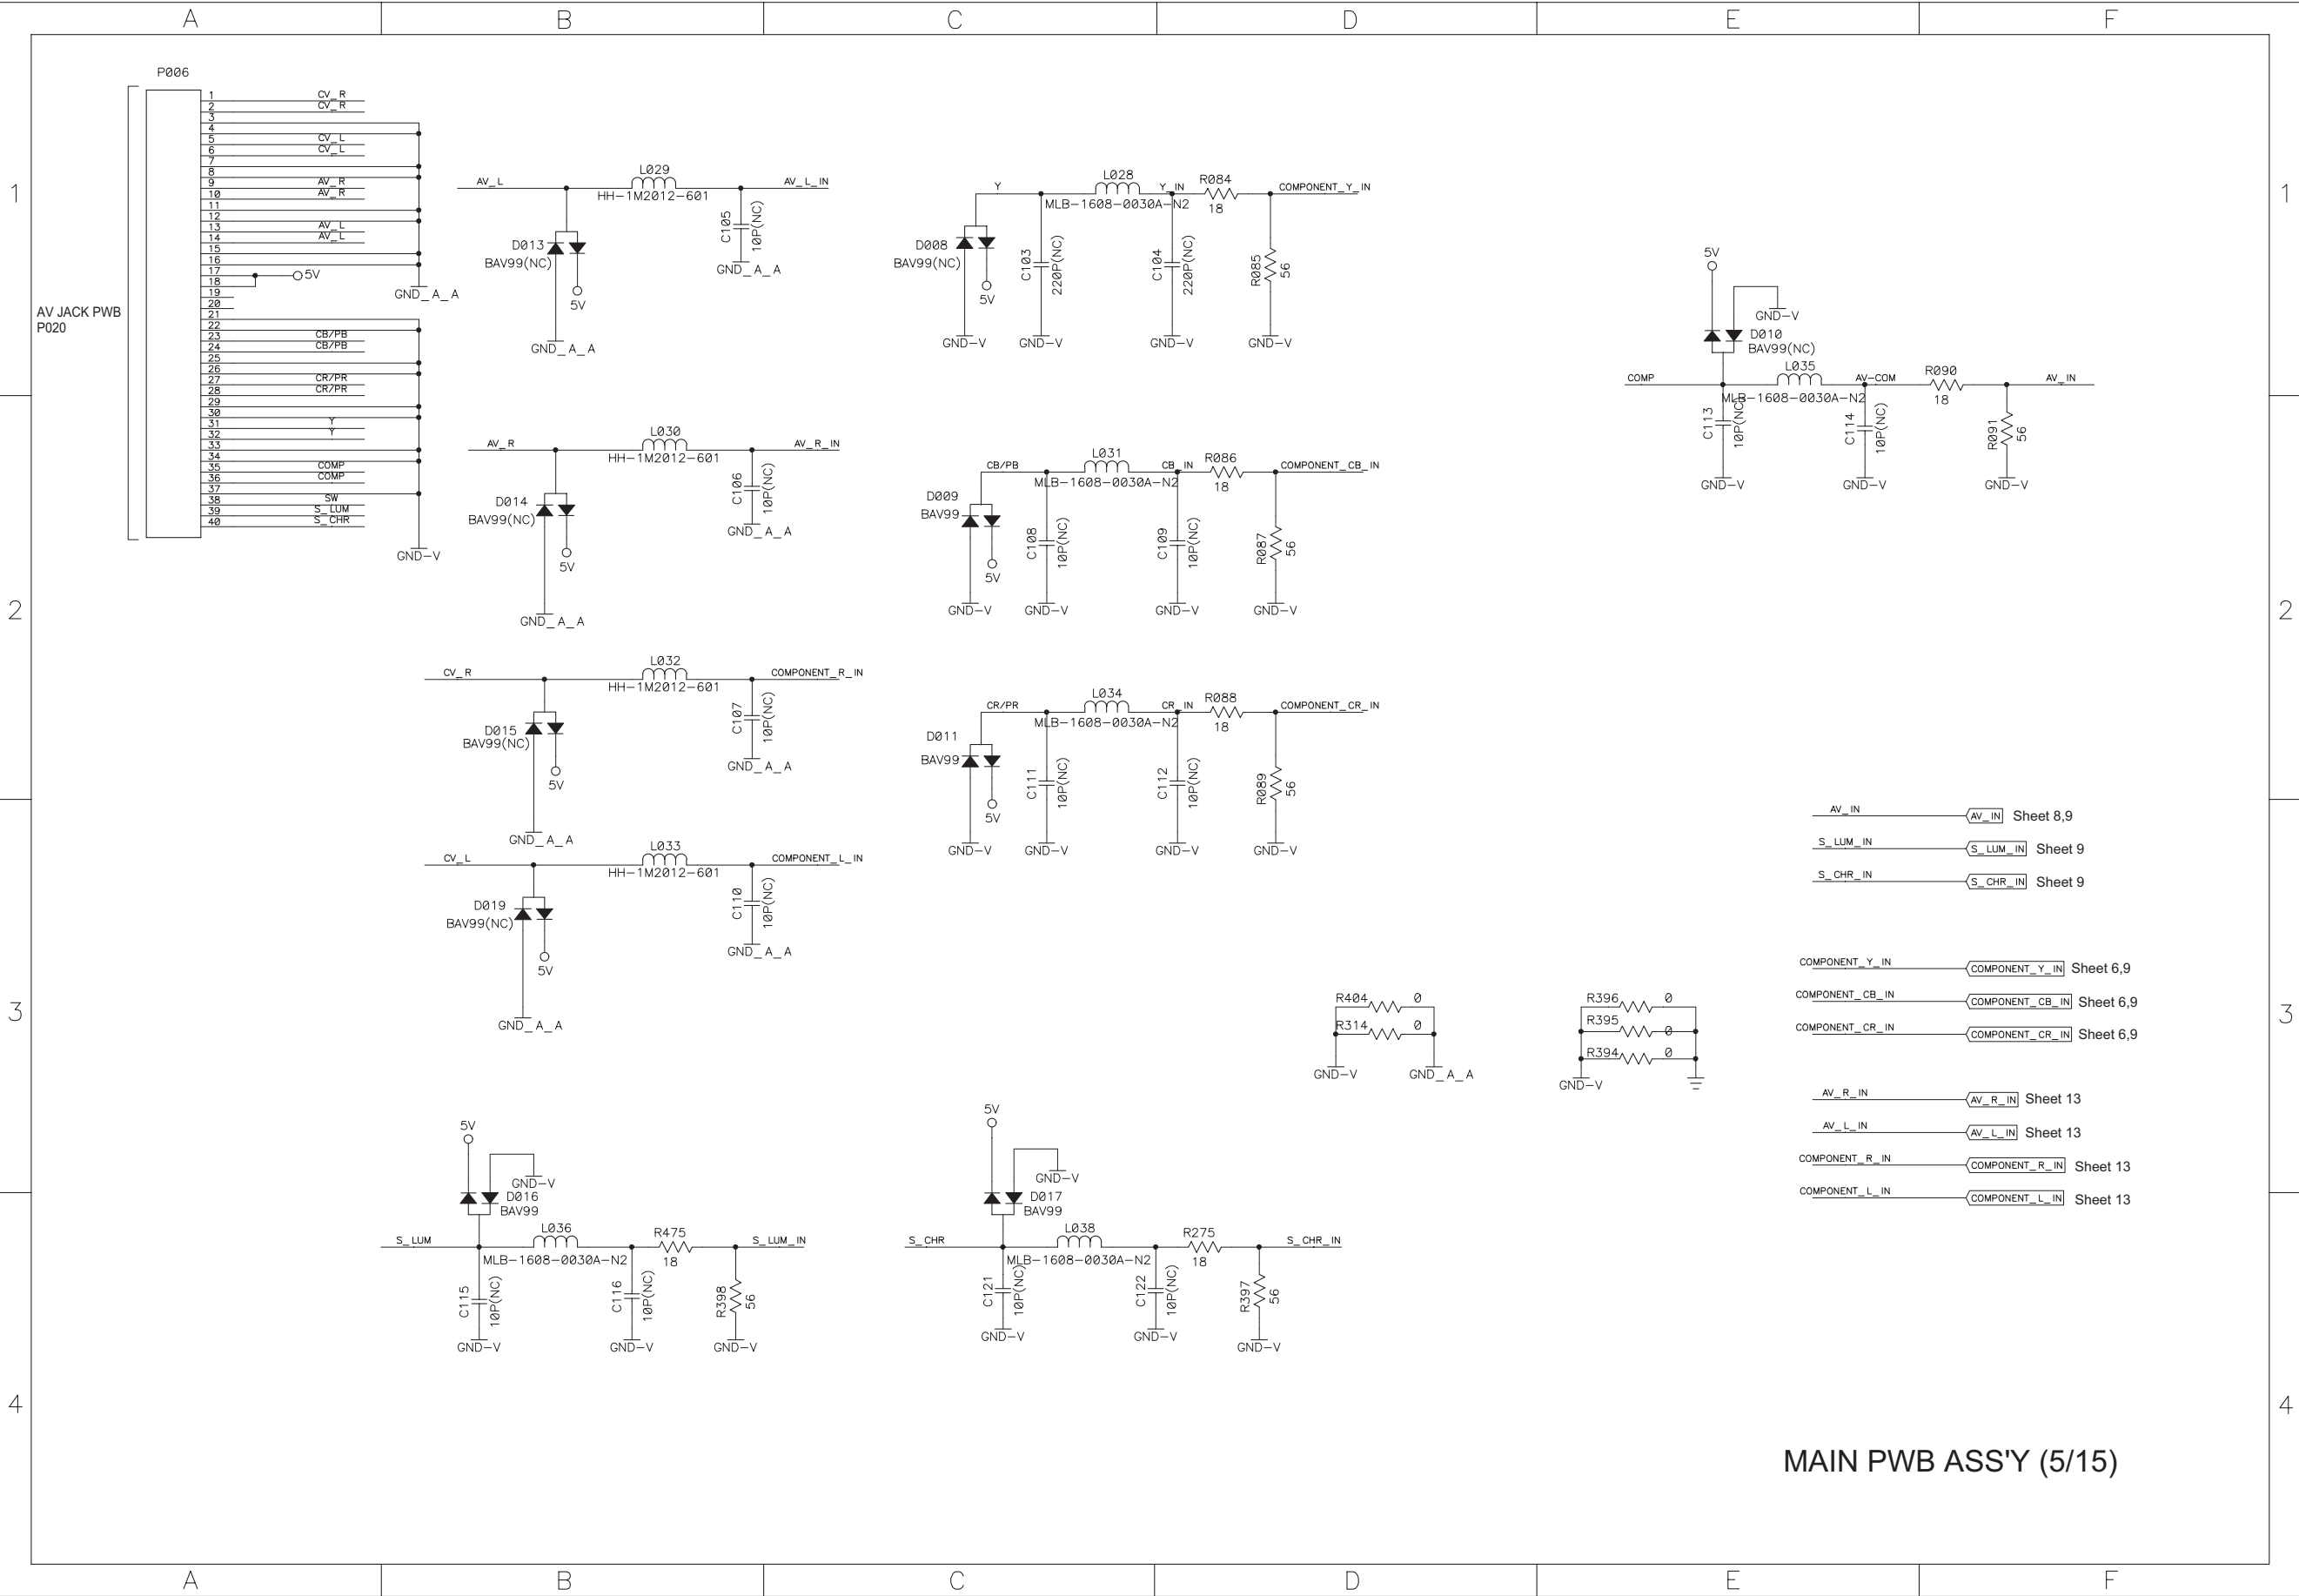 A B C D E F
P006
AV JACK PWB
P020
1 CV_R
2 CV_R
3
4
5 CV_L
6 CV_L
7
8
9 AV_R
10 AV_R
11
12
13 AV_L
14 AV_L
15
16
17 5V
18
19
20
21
22
23 CB/PB
24 CB/PB
25
26
27 CR/PR
28 CR/PR
29
30
31 Y
32 Y
33
34
35 COMP
36 COMP
37
38 SW
39 S_LUM
40 S_CHR
GND_A_A
GND-V
AV_L L029 AV_L_IN
HH-1M2012-601
D013
BAV99(NC)
5V
C105
10P(NC)
GND_A_A
GND_A_A
AV_R L030 AV_R_IN
HH-1M2012-601
D014
BAV99(NC)
5V
C106
10P(NC)
GND_A_A
GND_A_A
CV_R L032 COMPONENT_R_IN
HH-1M2012-601
D015
BAV99(NC)
5V
C107
10P(NC)
GND_A_A
GND_A_A
CV_L L033 COMPONENT_L_IN
HH-1M2012-601
D019
BAV99(NC)
5V
C110
10P(NC)
GND_A_A
GND_A_A
Y L028 Y_IN R084 COMPONENT_Y_IN
MLB-1608-0030A-N2 18
D008
BAV99(NC)
5V
C103
220P(NC)
C104
220P(NC)
R085
56
GND-V GND-V GND-V GND-V
CB/PB L031 CB_IN R086 COMPONENT_CB_IN
MLB-1608-0030A-N2 18
D009
BAV99
5V
C108
10P(NC)
C109
10P(NC)
R087
56
GND-V GND-V GND-V GND-V
CR/PR L034 CR_IN R088 COMPONENT_CR_IN
MLB-1608-0030A-N2 18
D011
BAV99
5V
C111
10P(NC)
C112
10P(NC)
R089
56
GND-V GND-V GND-V GND-V
5V
GND-V
D010
BAV99(NC)
COMP L035 AV-COM R090 AV_IN
MLB-1608-0030A-N2 18
C113
10P(NC)
C114
10P(NC)
R091
56
GND-V GND-V GND-V
AV_IN AV_IN Sheet 8,9
S_LUM_IN S_LUM_IN Sheet 9
S_CHR_IN S_CHR_IN Sheet 9
COMPONENT_Y_IN COMPONENT_Y_IN Sheet 6,9
COMPONENT_CB_IN COMPONENT_CB_IN Sheet 6,9
COMPONENT_CR_IN COMPONENT_CR_IN Sheet 6,9
AV_R_IN AV_R_IN Sheet 13
AV_L_IN AV_L_IN Sheet 13
COMPONENT_R_IN COMPONENT_R_IN Sheet 13
COMPONENT_L_IN COMPONENT_L_IN Sheet 13
R404 0
R314 0
GND-V GND_A_A
R396 0
R395 0
R394 0
GND-V
5V
GND-V
D016
BAV99
S_LUM L036 R475 S_LUM_IN
MLB-1608-0030A-N2 18
C115
10P(NC)
C116
10P(NC)
R398
56
GND-V GND-V GND-V
5V
GND-V
D017
BAV99
S_CHR L038 R275 S_CHR_IN
MLB-1608-0030A-N2 18
C121
10P(NC)
C122
10P(NC)
R397
56
GND-V GND-V GND-V
1 1
2 2
3 3
4 4
MAIN PWB ASS'Y (5/15)
A B C D E F